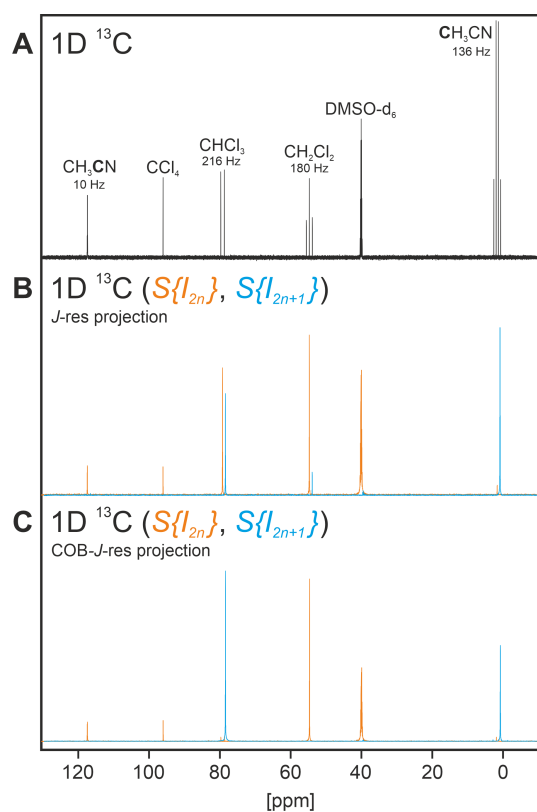 A 1D ¹³C
CH₃CN
136 Hz
DMSO-d₆
CHCl₃
216 Hz
CH₂Cl₂
180 Hz
CH₃CN
10 Hz
CCl₄
B 1D ¹³C (S{I₂ₙ}, S{I₂ₙ₊₁})
J-res projection
C 1D ¹³C (S{I₂ₙ}, S{I₂ₙ₊₁})
COB-J-res projection
120 100 80 60 40 20 0
[ppm]